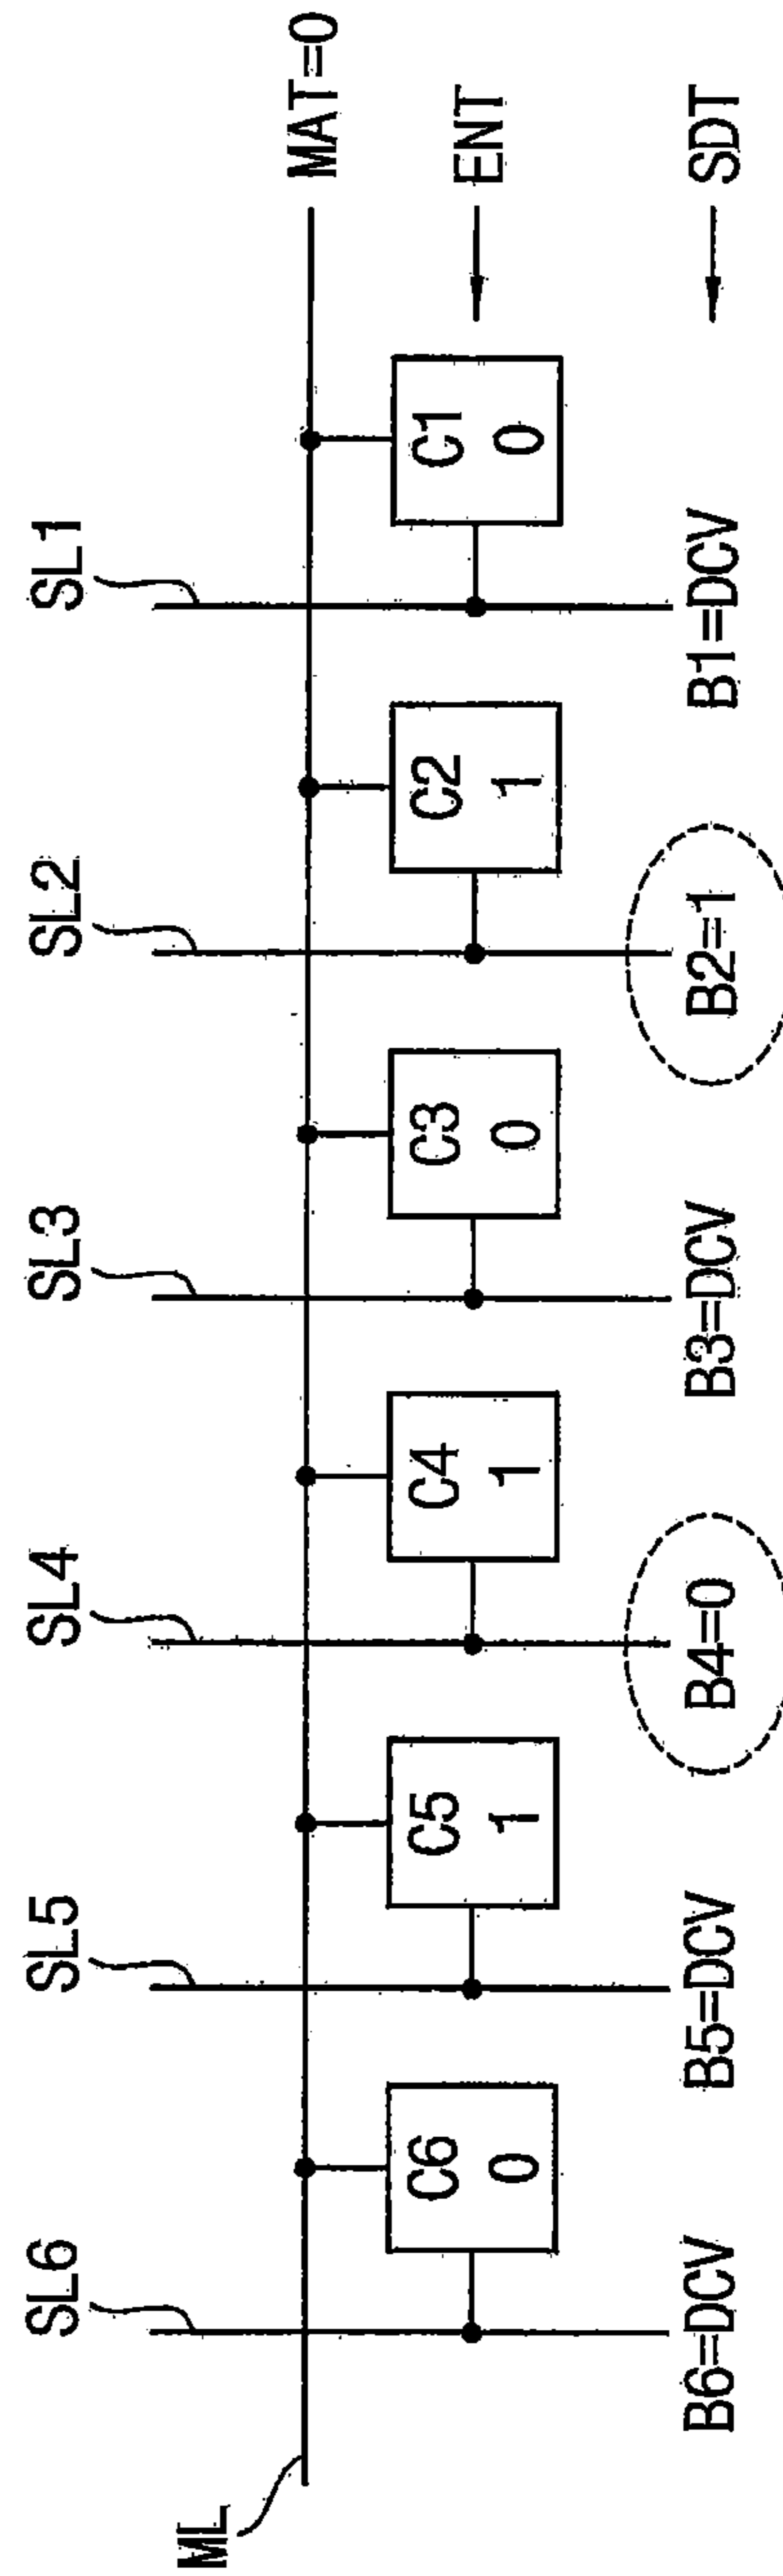 SL6 SL5 SL4 SL3 SL2 SL1
ML MAT=0
C6 C5 C4 C3 C2 C1 ENT
0 1 1 0 1 0
B6=DCV B5=DCV B4=0 B3=DCV B2=1 B1=DCV SDT